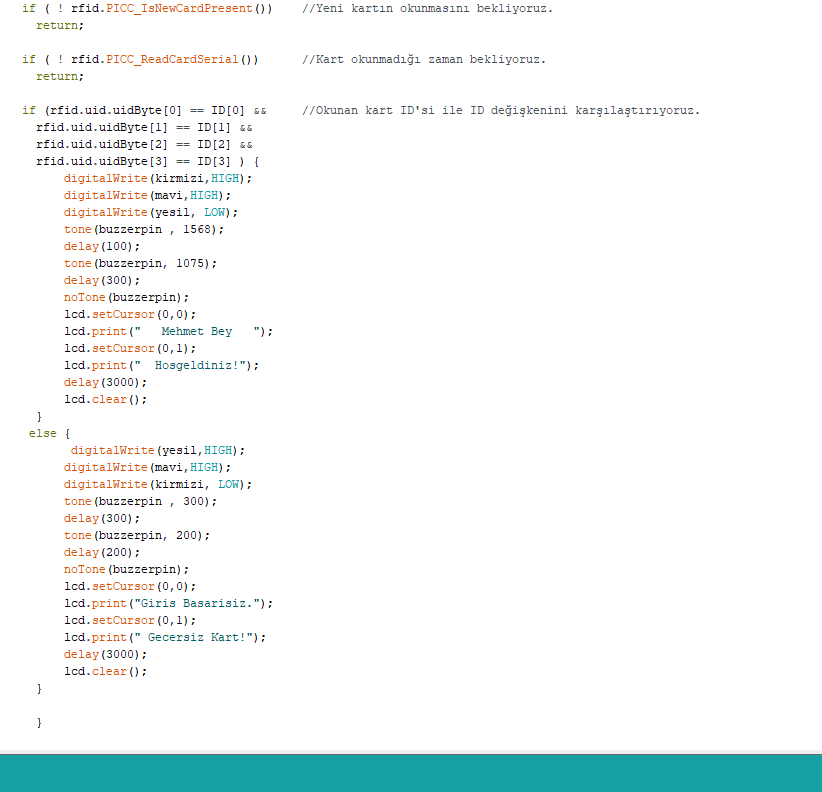 if ( ! rfid.PICC_IsNewCardPresent())    //Yeni kartın okunmasını bekliyoruz.
  return;
if ( ! rfid.PICC_ReadCardSerial())      //Kart okunmadığı zaman bekliyoruz.
  return;
if (rfid.uid.uidByte[0] == ID[0] &&     //Okunan kart ID'si ile ID değişkenini karşılaştırıyoruz.
  rfid.uid.uidByte[1] == ID[1] &&
  rfid.uid.uidByte[2] == ID[2] &&
  rfid.uid.uidByte[3] == ID[3] ) {
      digitalWrite(kirmizi,HIGH);
      digitalWrite(mavi,HIGH);
      digitalWrite(yesil, LOW);
      tone(buzzerpin , 1568);
      delay(100);
      tone(buzzerpin, 1075);
      delay(300);
      noTone(buzzerpin);
      lcd.setCursor(0,0);
      lcd.print("   Mehmet Bey   ");
      lcd.setCursor(0,1);
      lcd.print("  Hosgeldiniz!");
      delay(3000);
      lcd.clear();
  }
 else {
       digitalWrite(yesil,HIGH);
      digitalWrite(mavi,HIGH);
      digitalWrite(kirmizi, LOW);
      tone(buzzerpin , 300);
      delay(300);
      tone(buzzerpin, 200);
      delay(200);
      noTone(buzzerpin);
      lcd.setCursor(0,0);
      lcd.print("Giris Basarisiz.");
      lcd.setCursor(0,1);
      lcd.print(" Gecersiz Kart!");
      delay(3000);
      lcd.clear();
  }
  }